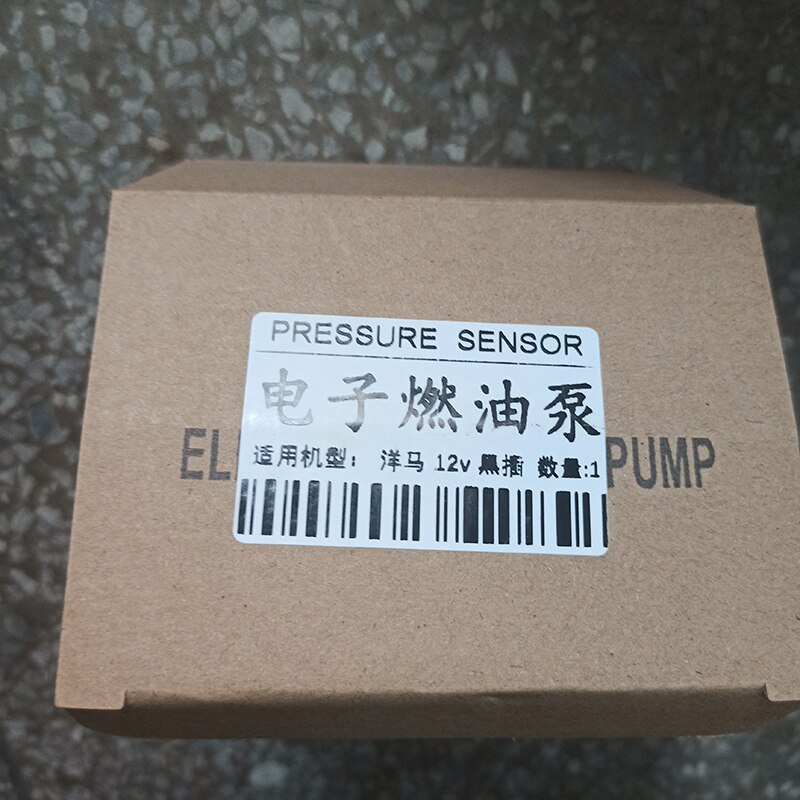 PRESSURE SENSOR
电子燃油泵
适用机型: 洋马 12v 黑插 数量:1
PUMP